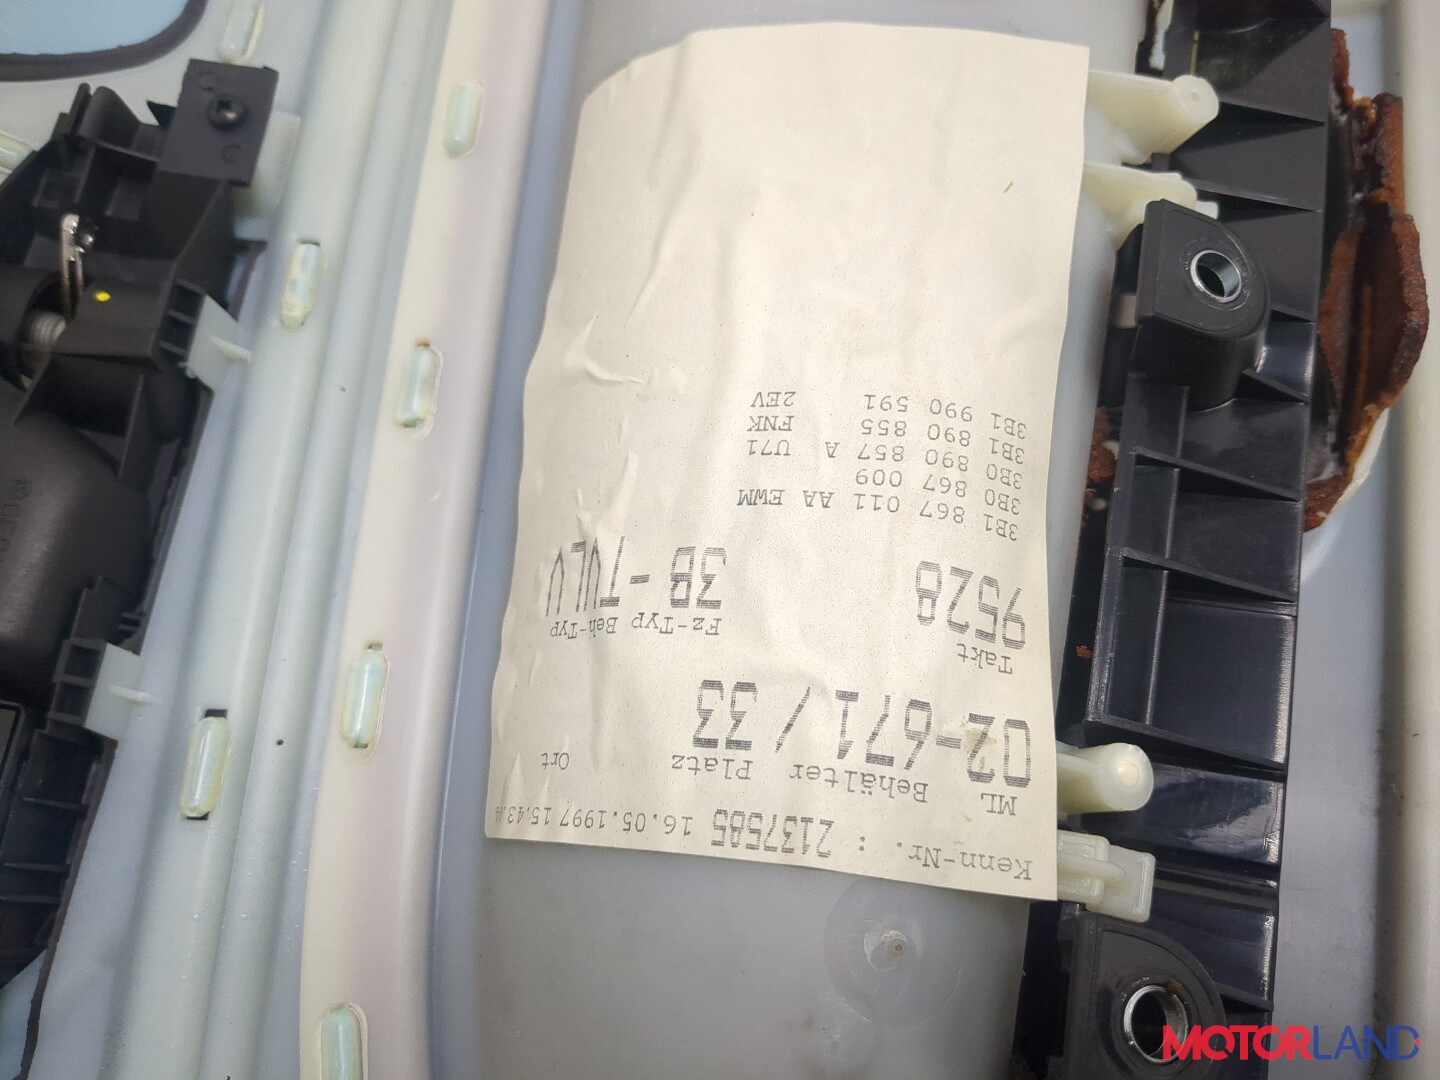 Kenn-Nr. : 2137585 16.05.1997 15.43.
ML Behälter Platz Ort
02-671/33
Takt Fz-Typ Beh-Typ
9528 3B-TVLV
3B1 867 011 AA EWM
3B0 867 009
3B0 890 857 A U71
3B1 890 855 FNK
3B1 990 591 2EV
MOTORLAND